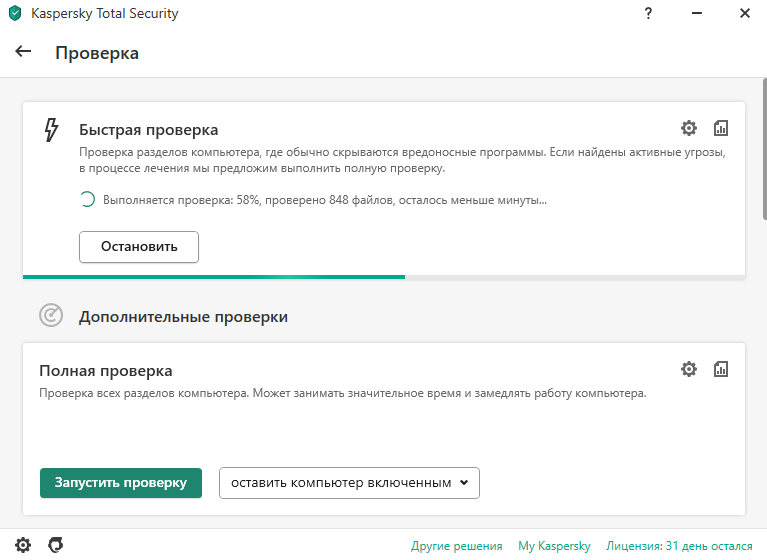 Kaspersky Total Security
?
Проверка
Быстрая проверка
Проверка разделов компьютера, где обычно скрываются вредоносные программы. Если найдены активные угрозы,
в процессе лечения мы предложим выполнить полную проверку.
Выполняется проверка: 58%, проверено 848 файлов, осталось меньше минуты...
Остановить
Дополнительные проверки
Полная проверка
Проверка всех разделов компьютера. Может занимать значительное время и замедлять работу компьютера.
Запустить проверку
оставить компьютер включенным
Другие решения My Kaspersky Лицензия: 31 день остался